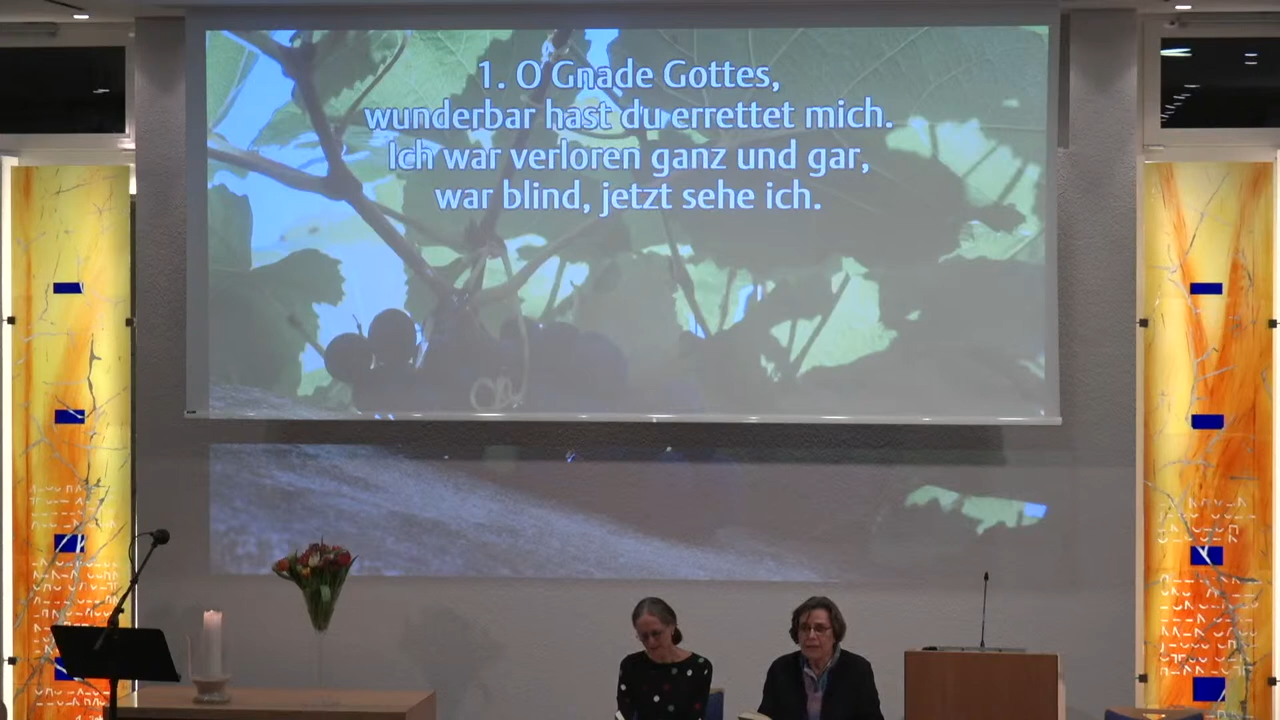 1. O Gnade Gottes,
wunderbar hast du errettet mich.
Ich war verloren ganz und gar,
war blind, jetzt sehe ich.